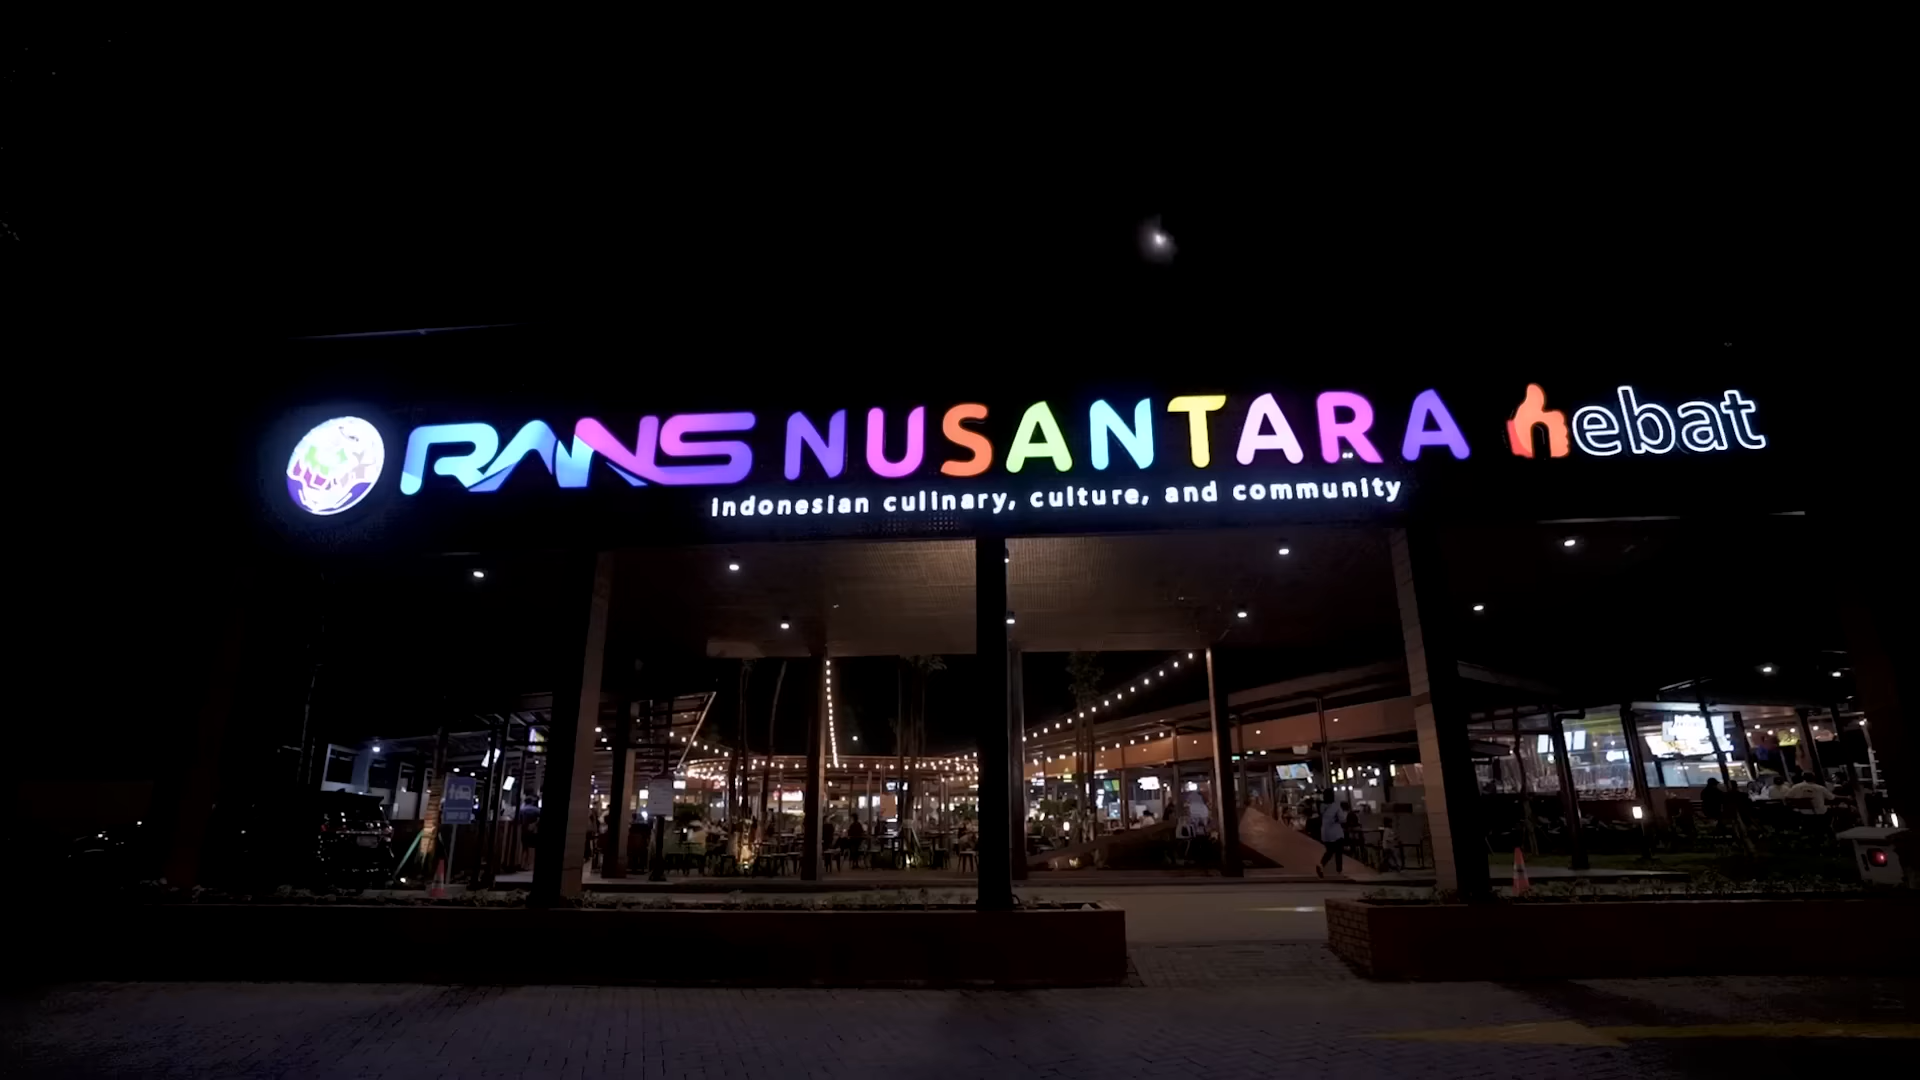 RANS NUSANTARA hebat
indonesian culinary, culture, and community